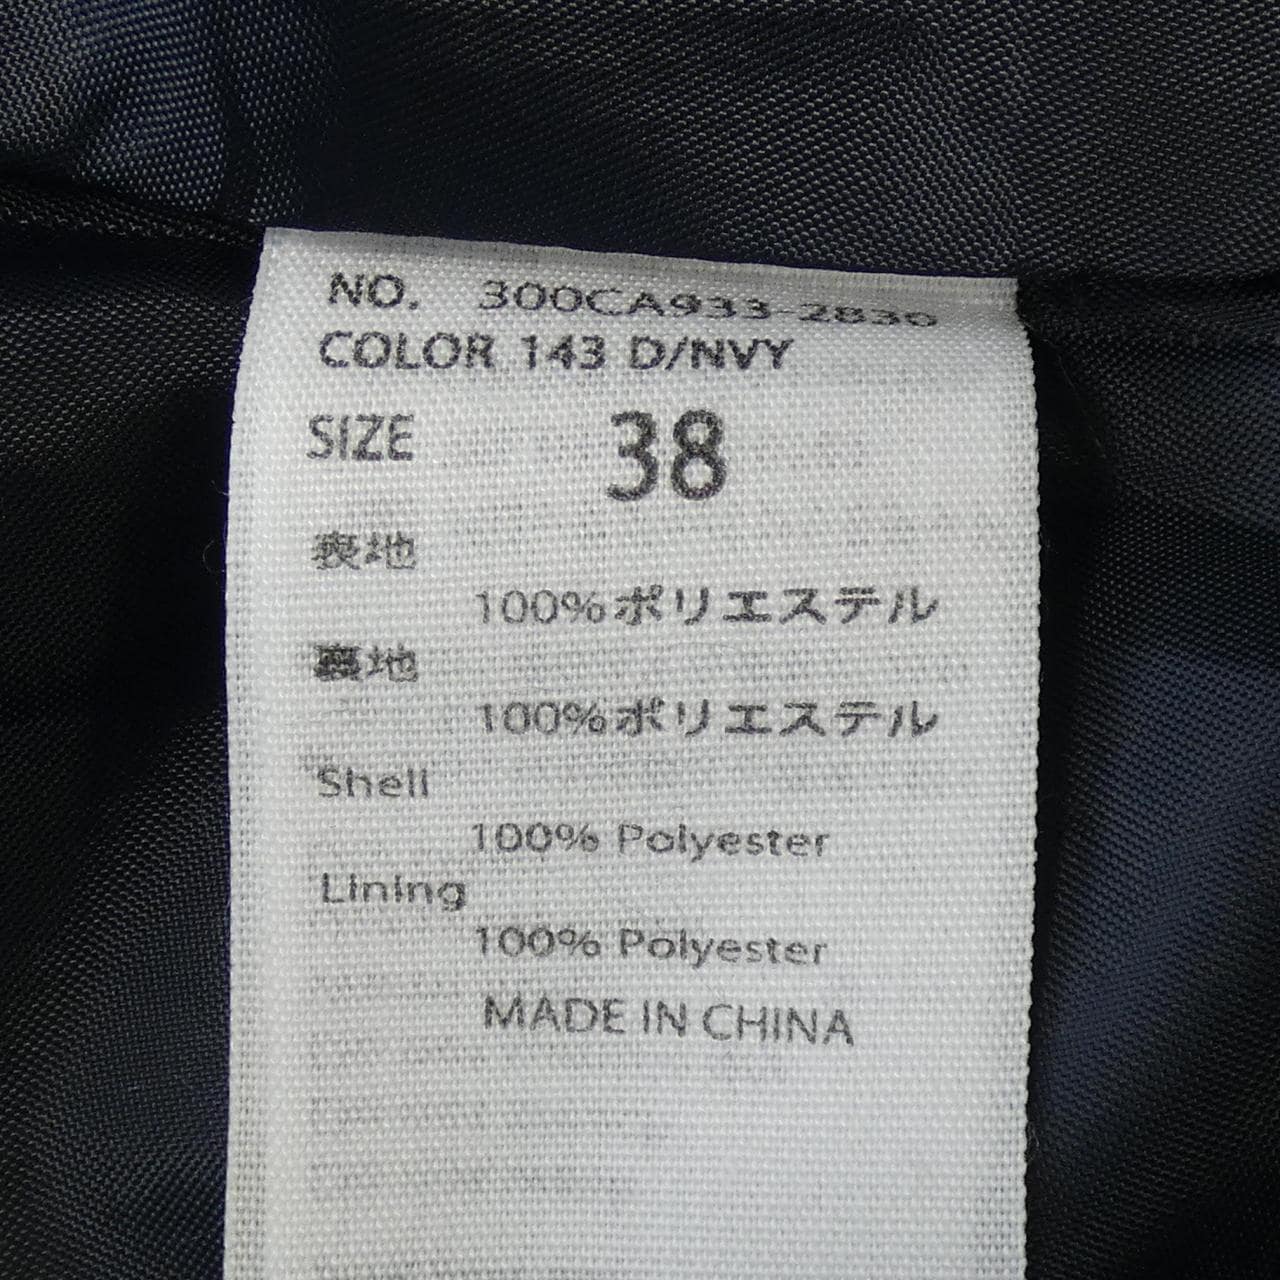 NO. 300CA933-2830
COLOR 143 D/NVY
SIZE 38
表地
100%ポリエステル
裏地
100%ポリエステル
Shell
100% Polyester
Lining
100% Polyester
MADE IN CHINA